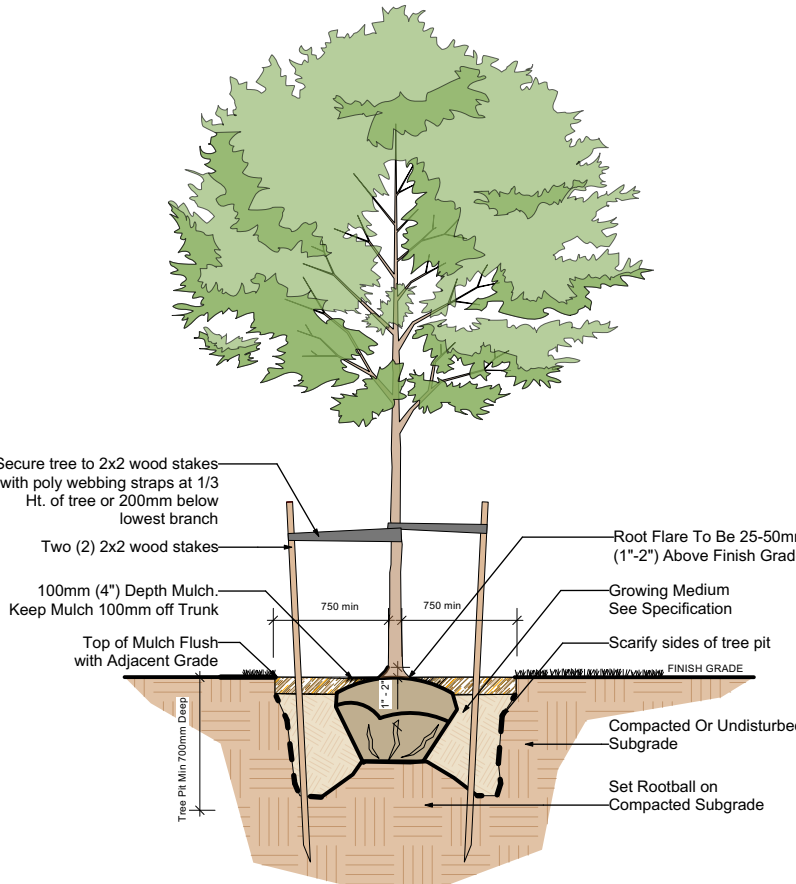 Secure tree to 2x2 wood stakes
with poly webbing straps at 1/3
Ht. of tree or 200mm below
lowest branch
Two (2) 2x2 wood stakes
100mm (4") Depth Mulch.
Keep Mulch 100mm off Trunk
Top of Mulch Flush
with Adjacent Grade
750 min
750 min
Root Flare To Be 25-50mm
(1"-2") Above Finish Grad
Growing Medium
See Specification
Scarify sides of tree pit
FINISH GRADE
1" - 2"
Tree Pit Min 700mm Deep
Compacted Or Undisturbed
Subgrade
Set Rootball on
Compacted Subgrade